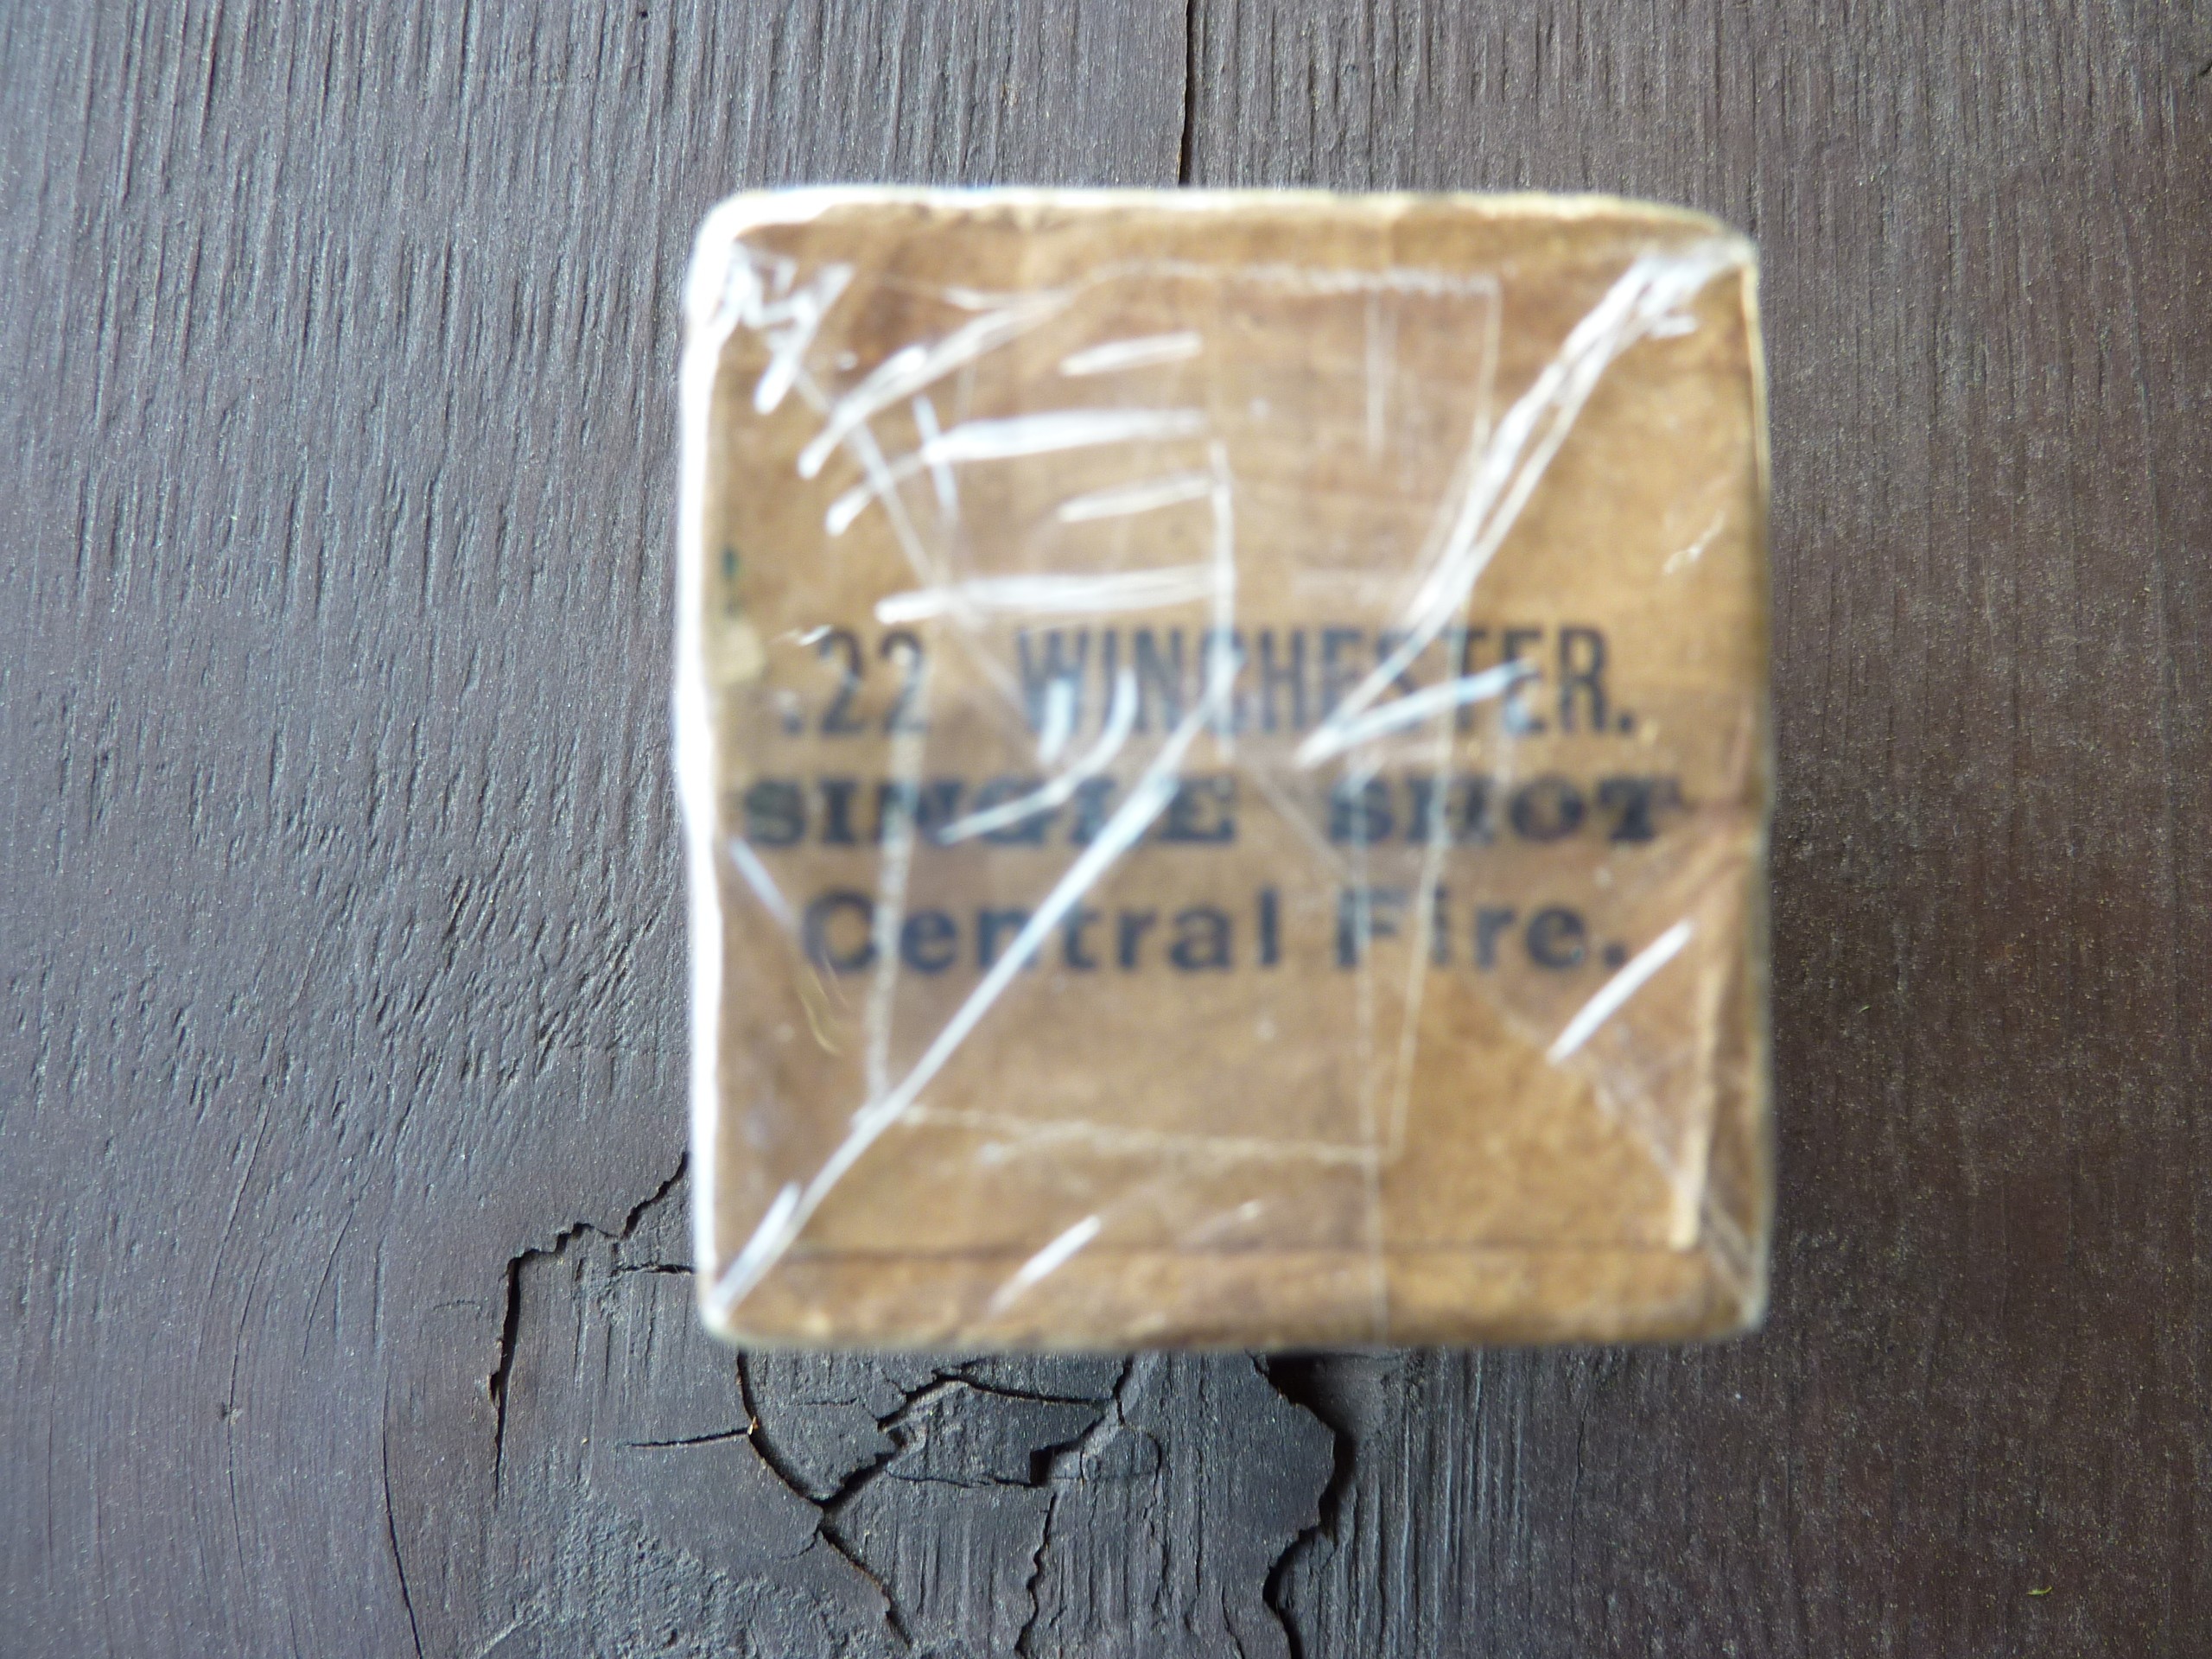 .22 WINCHESTER.
SINGLE SHOT
Central Fire.